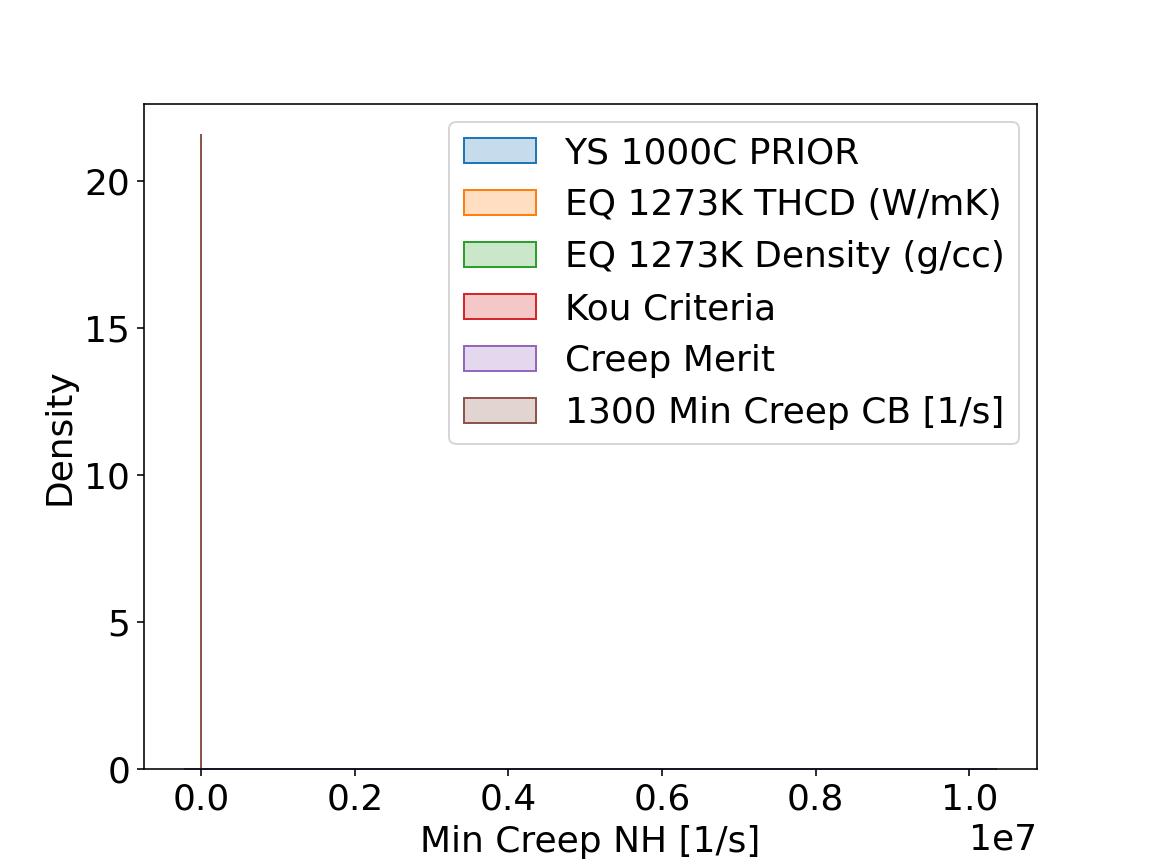 YS 1000C PRIOR
EQ 1273K THCD (W/mK)
EQ 1273K Density (g/cc)
Kou Criteria
Creep Merit
1300 Min Creep CB [1/s]
Density
20
15
10
5
0
0.0 0.2 0.4 0.6 0.8 1.0
1e7
Min Creep NH [1/s]